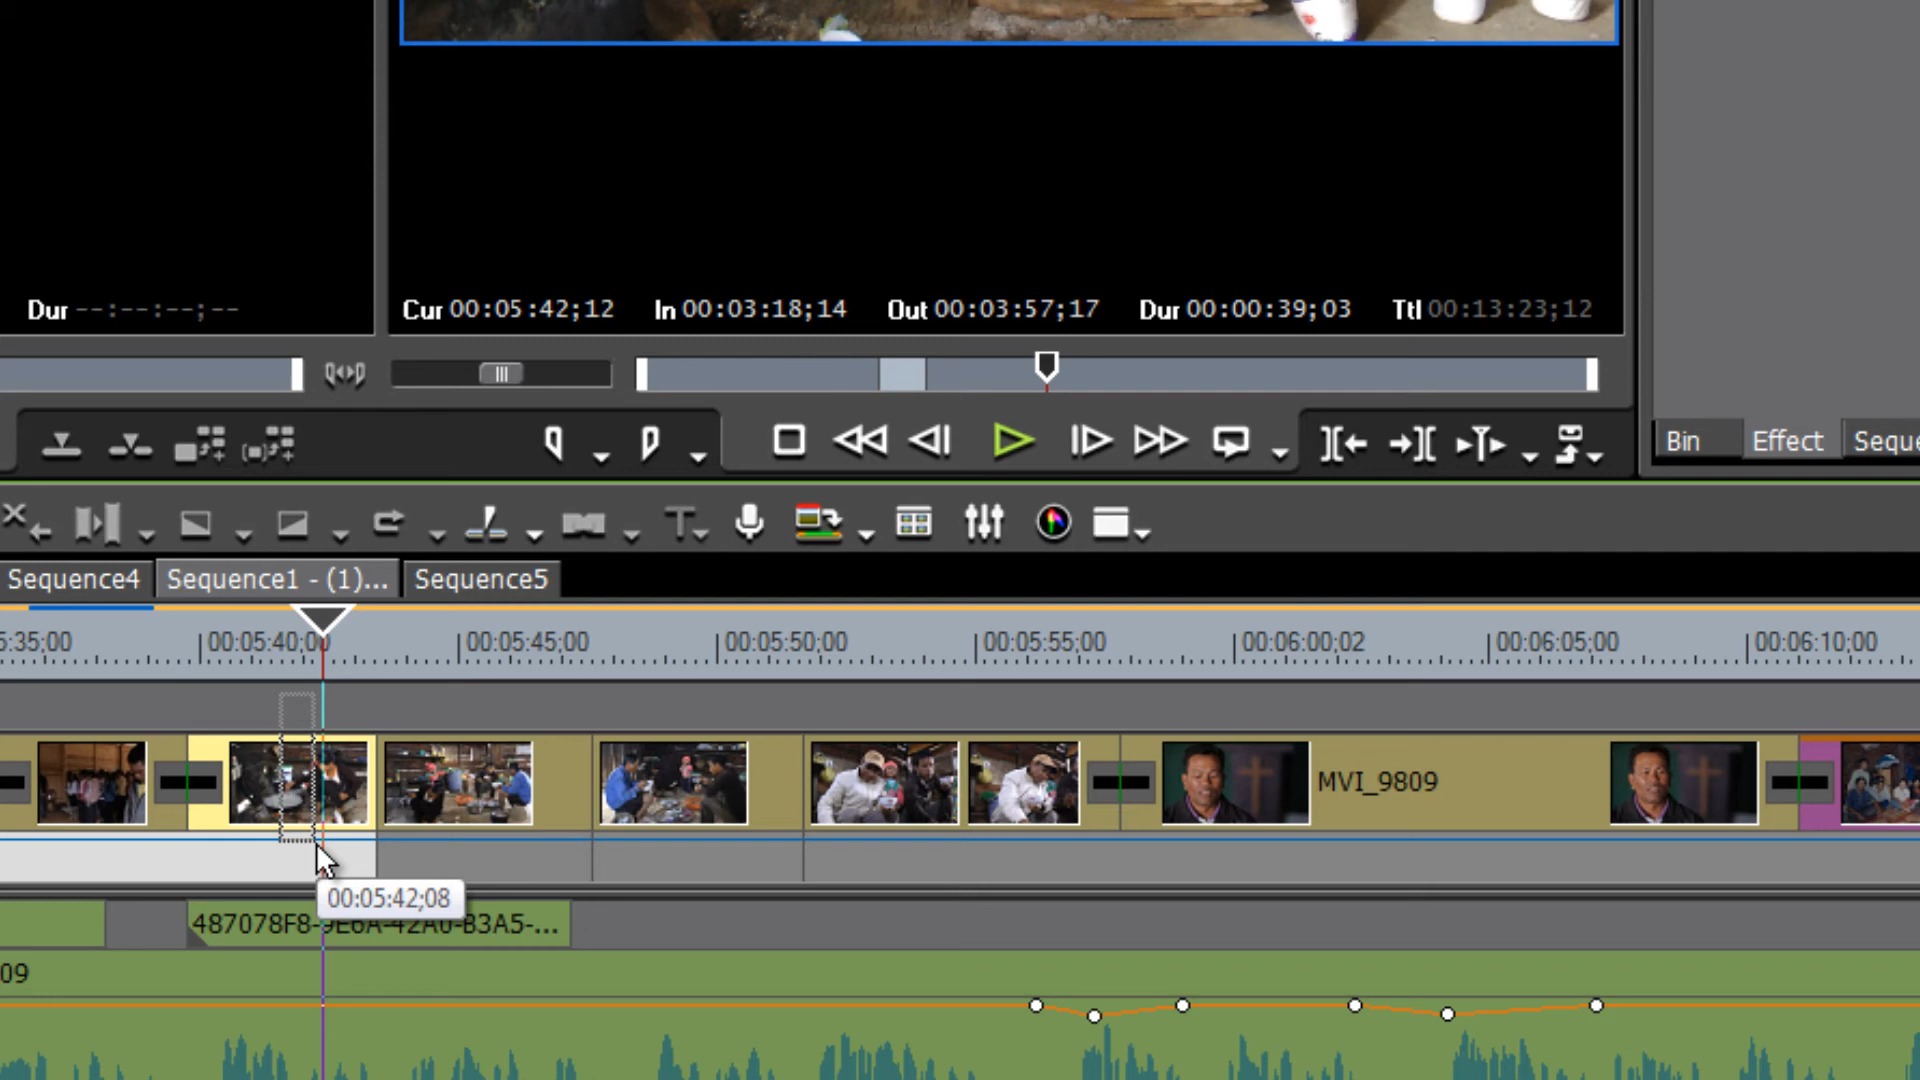 Dur --:--:--;--
Cur 00:05:42;12 In 00:03:18;14 Out 00:03:57;17 Dur 00:00:39;03 Ttl 00:13:23;12
Bin Effect Seque
Sequence4 Sequence1 - (1)... Sequence5
5:35;00 00:05:40;00 00:05:45;00 00:05:50;00 00:05:55;00 00:06:00;02 00:06:05;00 00:06:10;00
MVI_9809
00:05:42;08
487078F8-9E6A-42A0-B3A5-...
09